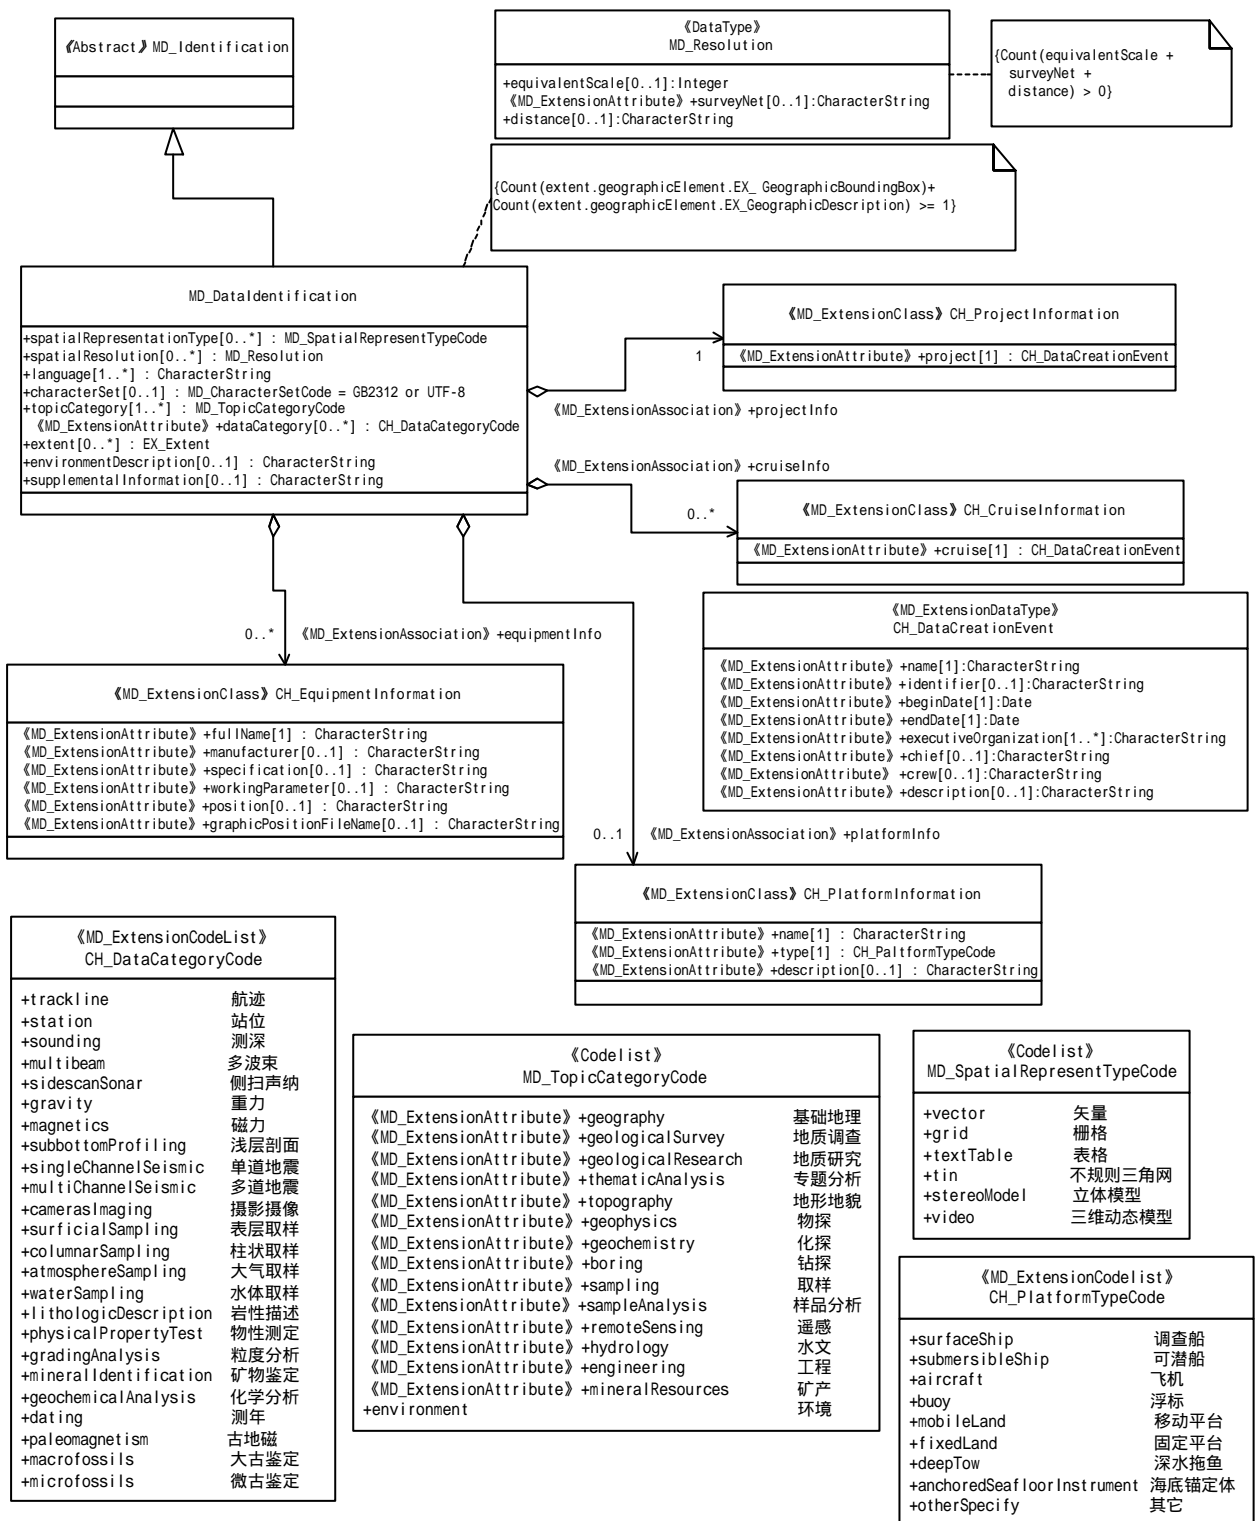 《Abstract》MD_Identification
《DataType》
MD_Resolution
+equivalentScale[0..1]:Integer
《MD_ExtensionAttribute》+surveyNet[0..1]:CharacterString
+distance[0..1]:CharacterString
{Count(equivalentScale +
surveyNet +
distance) > 0}
{Count(extent.geographicElement.EX_ GeographicBoundingBox)+
Count(extent.geographicElement.EX_GeographicDescription) >= 1}
MD_DataIdentification
+spatialRepresentationType[0..*] : MD_SpatialRepresentTypeCode
+spatialResolution[0..*] : MD_Resolution
+language[1..*] : CharacterString
+characterSet[0..1] : MD_CharacterSetCode = GB2312 or UTF-8
+topicCategory[1..*] : MD_TopicCategoryCode
《MD_ExtensionAttribute》+dataCategory[0..*] : CH_DataCategoryCode
+extent[0..*] : EX_Extent
+environmentDescription[0..1] : CharacterString
+supplementalInformation[0..1] : CharacterString
《MD_ExtensionClass》CH_ProjectInformation
《MD_ExtensionAttribute》+project[1] : CH_DataCreationEvent
1
《MD_ExtensionAssociation》+projectInfo
《MD_ExtensionAssociation》+cruiseInfo
0..*
《MD_ExtensionClass》CH_CruiseInformation
《MD_ExtensionAttribute》+cruise[1] : CH_DataCreationEvent
《MD_ExtensionDataType》
CH_DataCreationEvent
《MD_ExtensionAttribute》+name[1]:CharacterString
《MD_ExtensionAttribute》+identifier[0..1]:CharacterString
《MD_ExtensionAttribute》+beginDate[1]:Date
《MD_ExtensionAttribute》+endDate[1]:Date
《MD_ExtensionAttribute》+executiveOrganization[1..*]:CharacterString
《MD_ExtensionAttribute》+chief[0..1]:CharacterString
《MD_ExtensionAttribute》+crew[0..1]:CharacterString
《MD_ExtensionAttribute》+description[0..1]:CharacterString
0..* 《MD_ExtensionAssociation》+equipmentInfo
《MD_ExtensionClass》CH_EquipmentInformation
《MD_ExtensionAttribute》+fullName[1] : CharacterString
《MD_ExtensionAttribute》+manufacturer[0..1] : CharacterString
《MD_ExtensionAttribute》+specification[0..1] : CharacterString
《MD_ExtensionAttribute》+workingParameter[0..1] : CharacterString
《MD_ExtensionAttribute》+position[0..1] : CharacterString
《MD_ExtensionAttribute》+graphicPositionFileName[0..1] : CharacterString
0..1 《MD_ExtensionAssociation》+platformInfo
《MD_ExtensionClass》CH_PlatformInformation
《MD_ExtensionAttribute》+name[1] : CharacterString
《MD_ExtensionAttribute》+type[1] : CH_PaltformTypeCode
《MD_ExtensionAttribute》+description[0..1] : CharacterString
《MD_ExtensionCodeList》
CH_DataCategoryCode
+trackline 航迹
+station 站位
+sounding 测深
+multibeam 多波束
+sidescanSonar 侧扫声纳
+gravity 重力
+magnetics 磁力
+subbottomProfiling 浅层剖面
+singleChannelSeismic 单道地震
+multiChannelSeismic 多道地震
+camerasImaging 摄影摄像
+surficialSampling 表层取样
+columnarSampling 柱状取样
+atmosphereSampling 大气取样
+waterSampling 水体取样
+lithologicDescription 岩性描述
+physicalPropertyTest 物性测定
+gradingAnalysis 粒度分析
+mineralIdentification 矿物鉴定
+geochemicalAnalysis 化学分析
+dating 测年
+paleomagnetism 古地磁
+macrofossils 大古鉴定
+microfossils 微古鉴定
《Codelist》
MD_TopicCategoryCode
《MD_ExtensionAttribute》+geography 基础地理
《MD_ExtensionAttribute》+geologicalSurvey 地质调查
《MD_ExtensionAttribute》+geologicalResearch 地质研究
《MD_ExtensionAttribute》+thematicAnalysis 专题分析
《MD_ExtensionAttribute》+topography 地形地貌
《MD_ExtensionAttribute》+geophysics 物探
《MD_ExtensionAttribute》+geochemistry 化探
《MD_ExtensionAttribute》+boring 钻探
《MD_ExtensionAttribute》+sampling 取样
《MD_ExtensionAttribute》+sampleAnalysis 样品分析
《MD_ExtensionAttribute》+remoteSensing 遥感
《MD_ExtensionAttribute》+hydrology 水文
《MD_ExtensionAttribute》+engineering 工程
《MD_ExtensionAttribute》+mineralResources 矿产
+environment 环境
《Codelist》
MD_SpatialRepresentTypeCode
+vector 矢量
+grid 栅格
+textTable 表格
+tin 不规则三角网
+stereoModel 立体模型
+video 三维动态模型
《MD_ExtensionCodelist》
CH_PlatformTypeCode
+surfaceShip 调查船
+submersibleShip 可潜船
+aircraft 飞机
+buoy 浮标
+mobileLand 移动平台
+fixedLand 固定平台
+deepTow 深水拖鱼
+anchoredSeafloorInstrument 海底锚定体
+otherSpecify 其它